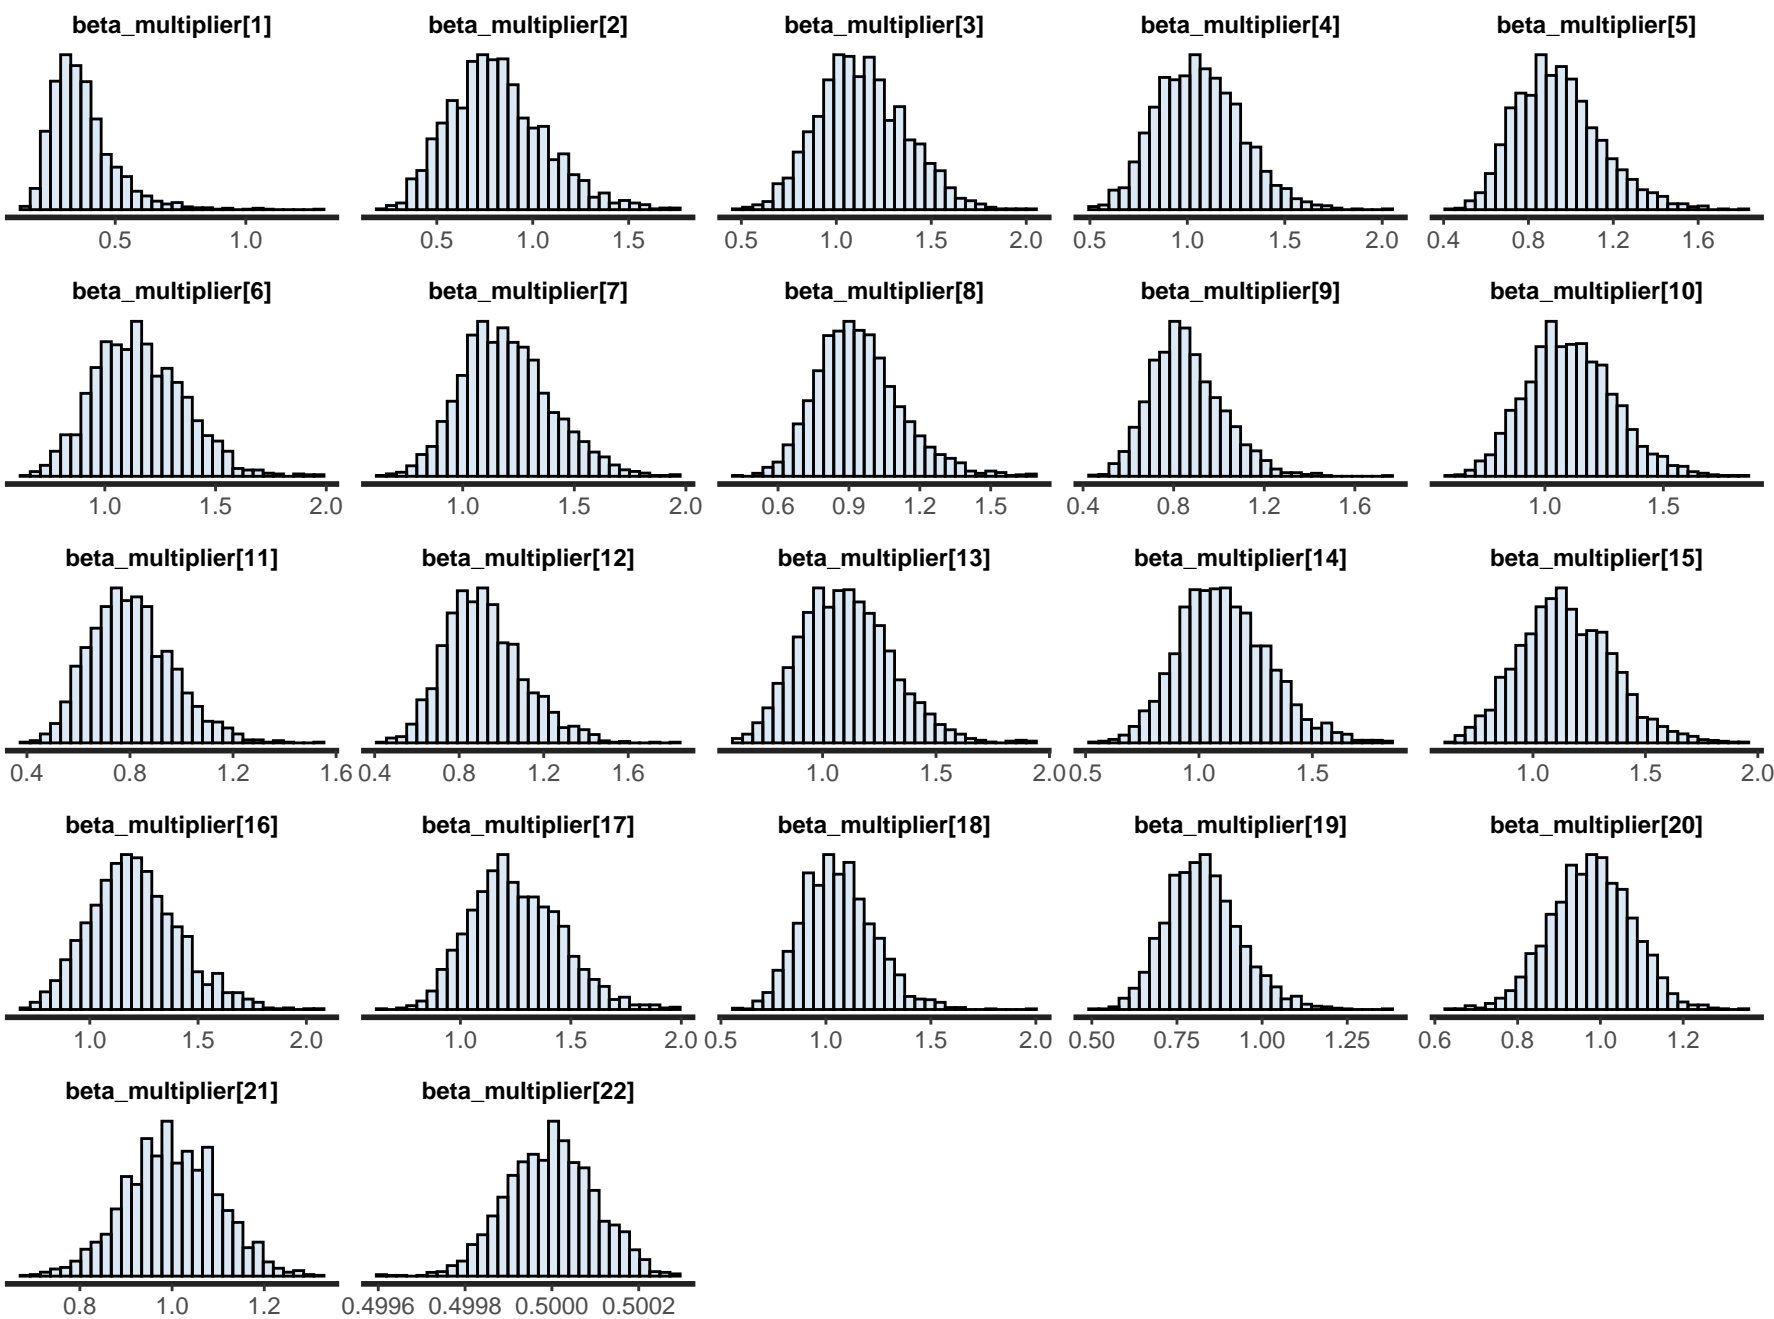 beta_multiplier[1] beta_multiplier[2] beta_multiplier[3] beta_multiplier[4] beta_multiplier[5]
0.5 1.0 0.5 1.0 1.5 0.5 1.0 1.5 2.0 0.5 1.0 1.5 2.0 0.4 0.8 1.2 1.6
beta_multiplier[6] beta_multiplier[7] beta_multiplier[8] beta_multiplier[9] beta_multiplier[10]
1.0 1.5 2.0 1.0 1.5 2.0 0.6 0.9 1.2 1.5 0.4 0.8 1.2 1.6 1.0 1.5
beta_multiplier[11] beta_multiplier[12] beta_multiplier[13] beta_multiplier[14] beta_multiplier[15]
0.4 0.8 1.2 1.6 0.4 0.8 1.2 1.6 1.0 1.5 2.0 0.5 1.0 1.5 1.0 1.5 2.0
beta_multiplier[16] beta_multiplier[17] beta_multiplier[18] beta_multiplier[19] beta_multiplier[20]
1.0 1.5 2.0 1.0 1.5 2.0 0.5 1.0 1.5 2.0 0.50 0.75 1.00 1.25 0.6 0.8 1.0 1.2
beta_multiplier[21] beta_multiplier[22]
0.8 1.0 1.2 0.4996 0.4998 0.5000 0.5002